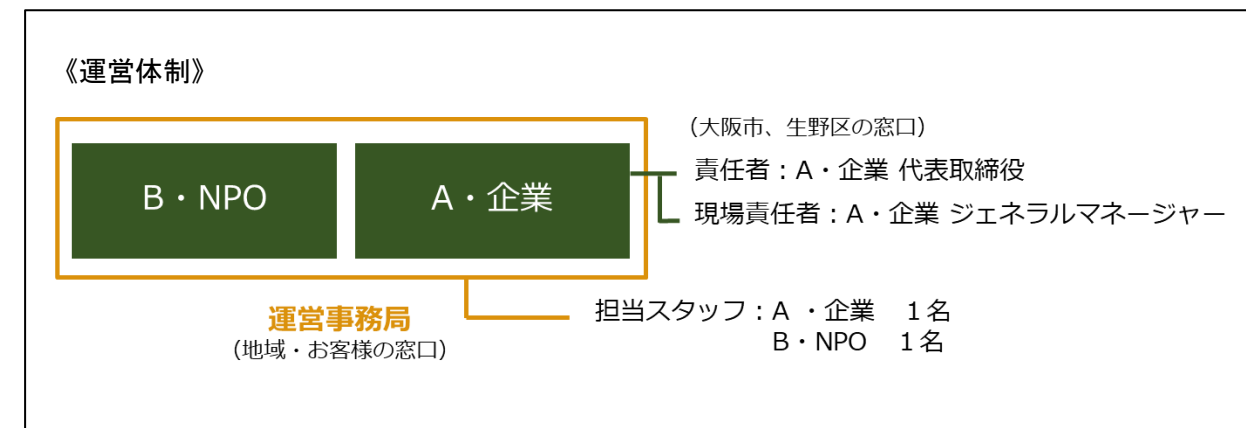 《運営体制》
(大阪市、生野区の窓口)
B・NPO
A・企業
責任者：A・企業 代表取締役
現場責任者：A・企業 ジェネラルマネージャー
運営事務局
(地域・お客様の窓口)
担当スタッフ：A ・企業　１名
B・NPO　１名